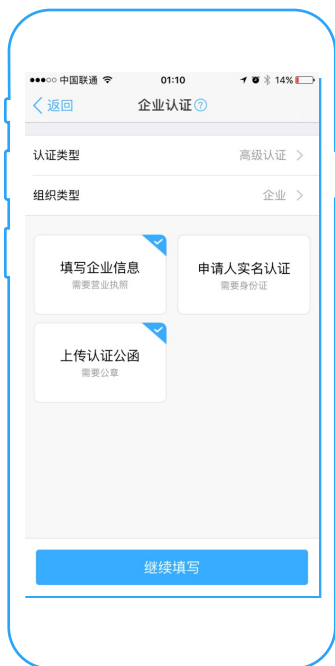 中国联通 01:10 14%
返回 企业认证?
认证类型 高级认证
组织类型 企业
填写企业信息 申请人实名认证
需要营业执照 需要身份证
上传认证公函
需要公章
继续填写